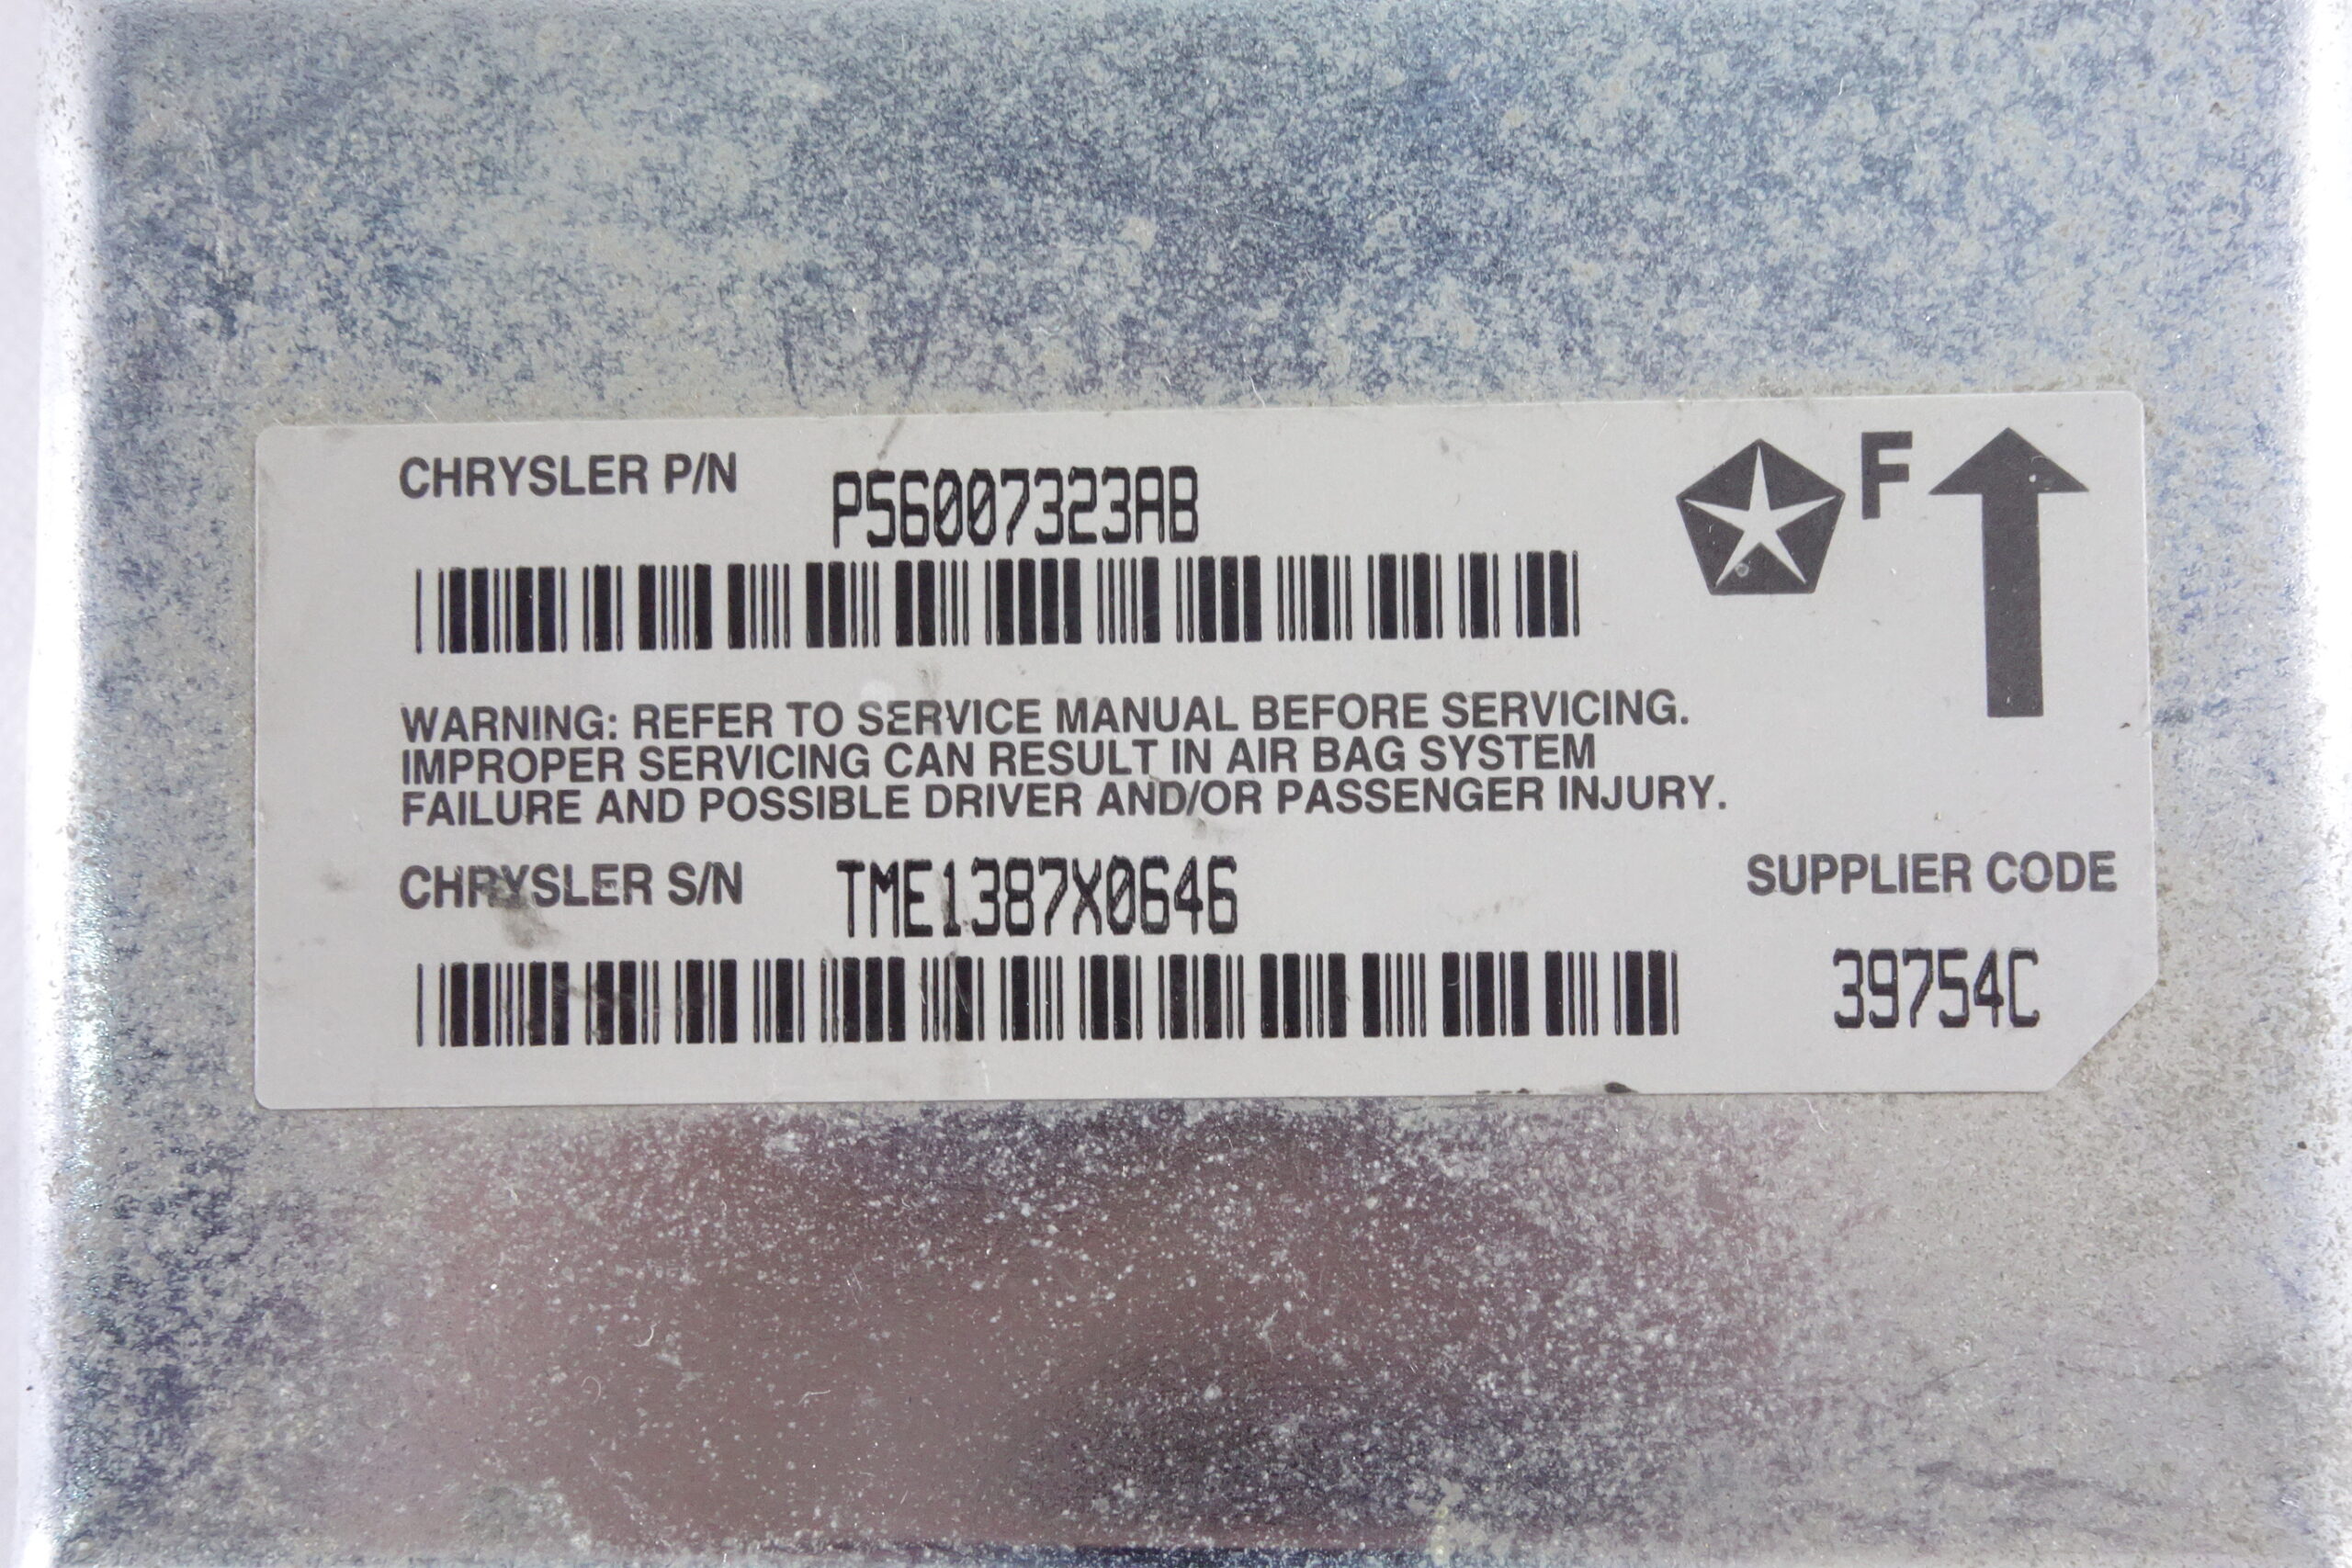 CHRYSLER P/N P56007323AB
F
WARNING: REFER TO SERVICE MANUAL BEFORE SERVICING.
IMPROPER SERVICING CAN RESULT IN AIR BAG SYSTEM
FAILURE AND POSSIBLE DRIVER AND/OR PASSENGER INJURY.
CHRYSLER S/N TME1387X0646
SUPPLIER CODE
39754C